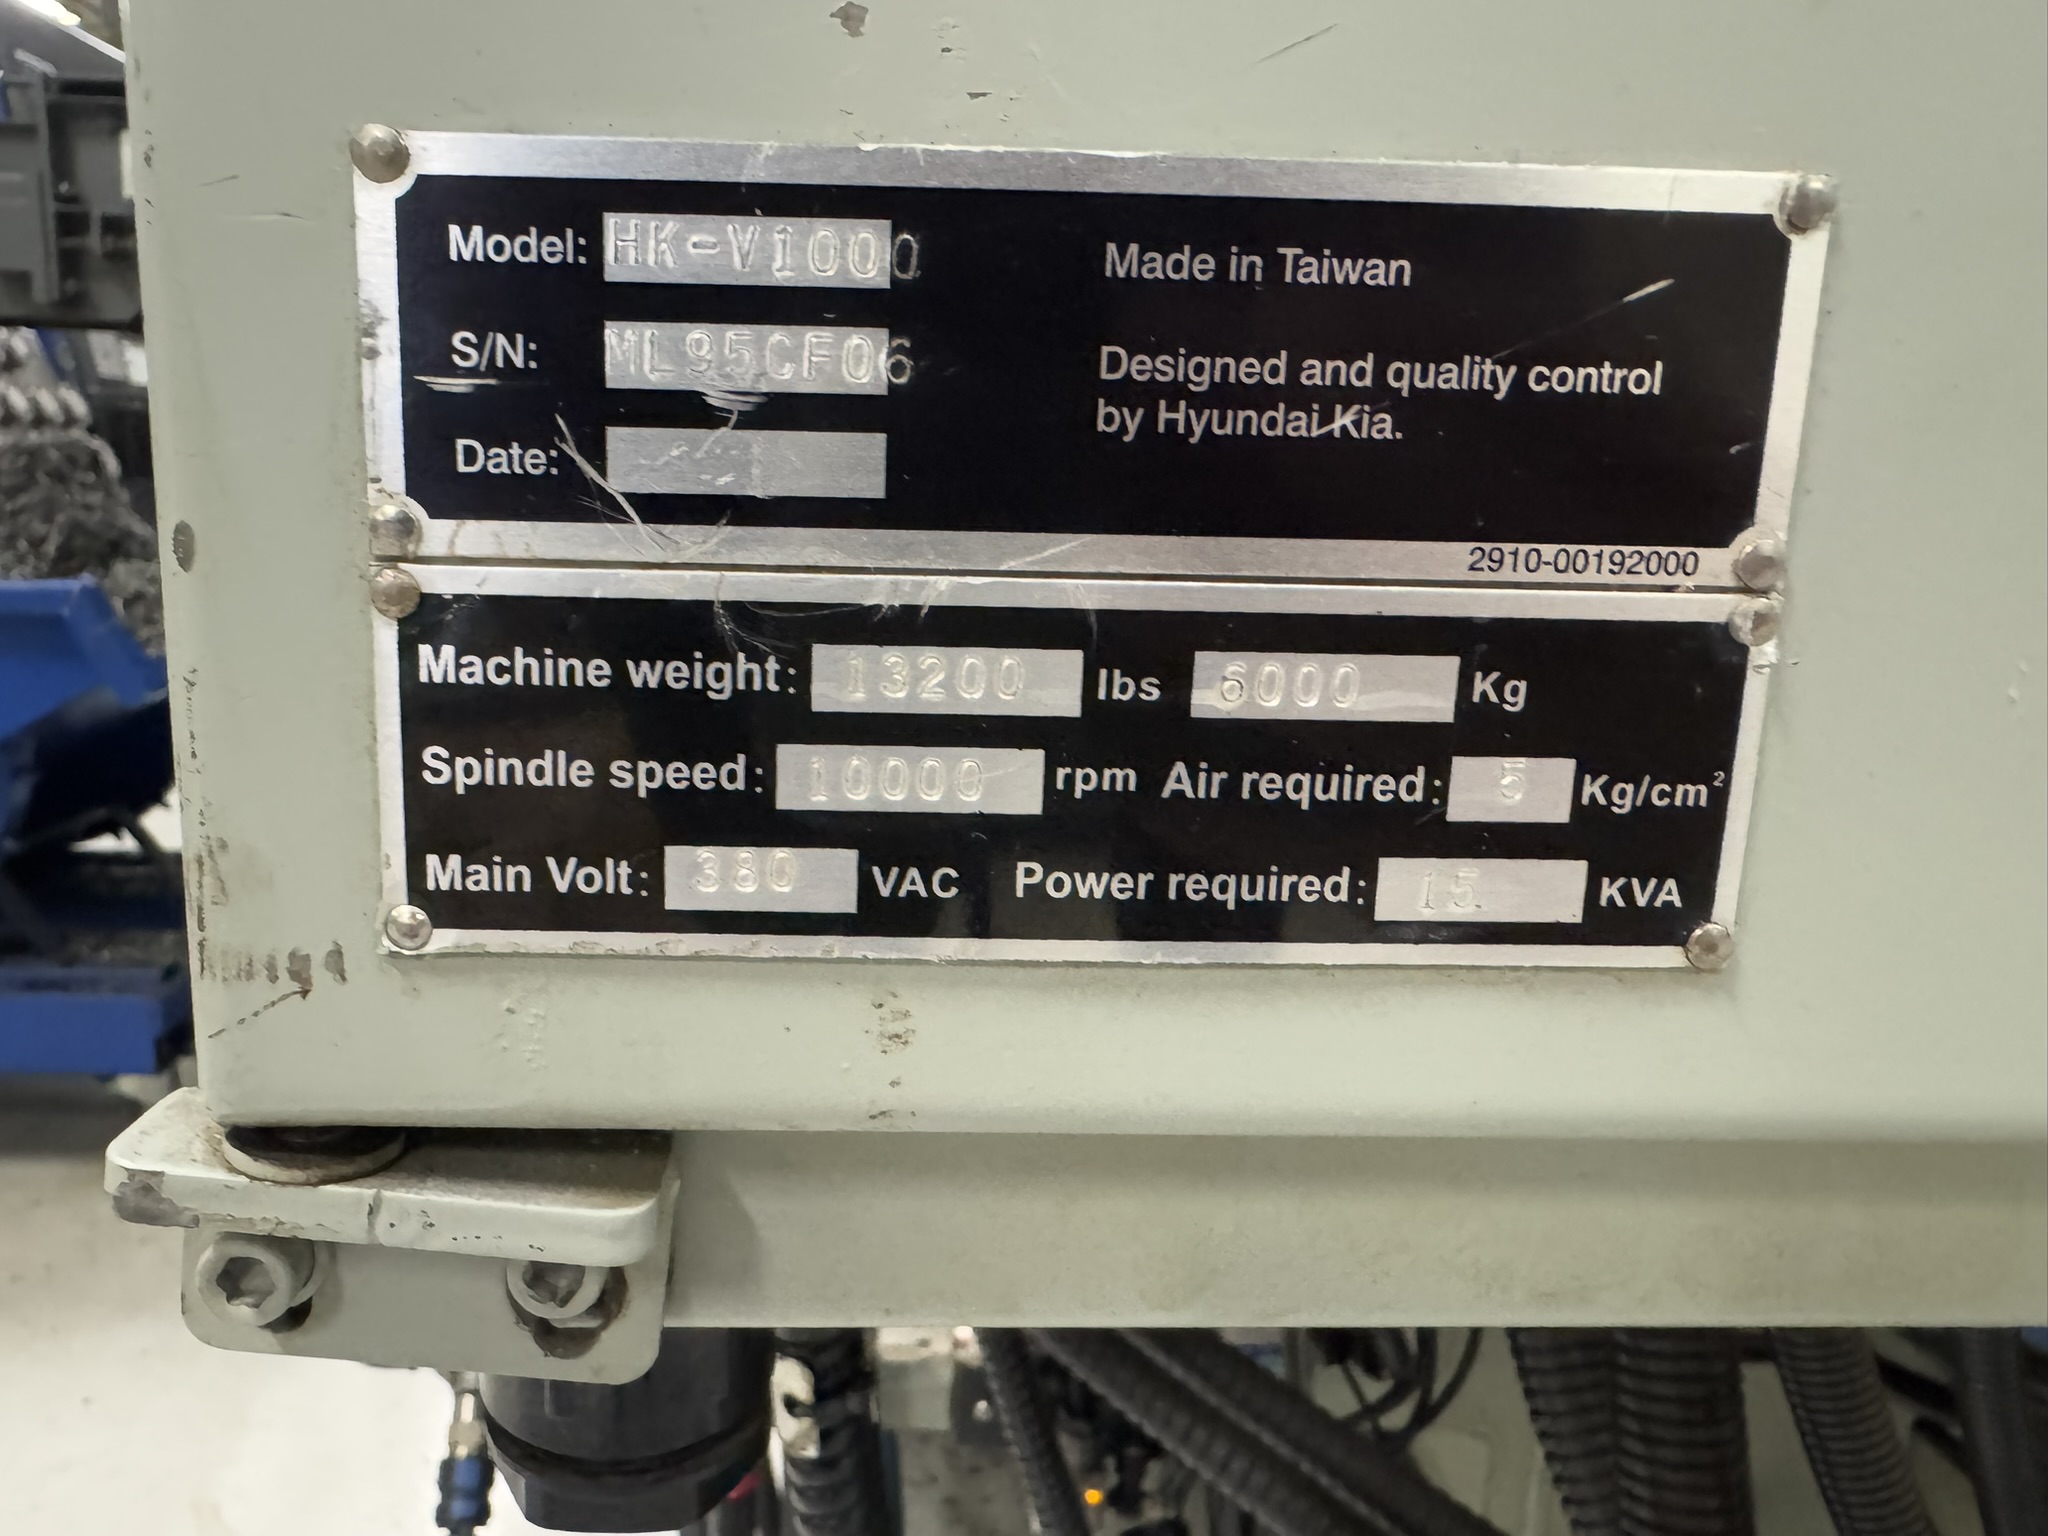 Model: HK-V1000
Made in Taiwan
S/N: ML95CF06
Designed and quality control
by Hyundai-Kia.
Date:
2910-00192000
Machine weight: 13200 lbs 6000 Kg
Spindle speed: 10000 rpm Air required: 5 Kg/cm²
Main Volt: 380 VAC Power required: 15 KVA